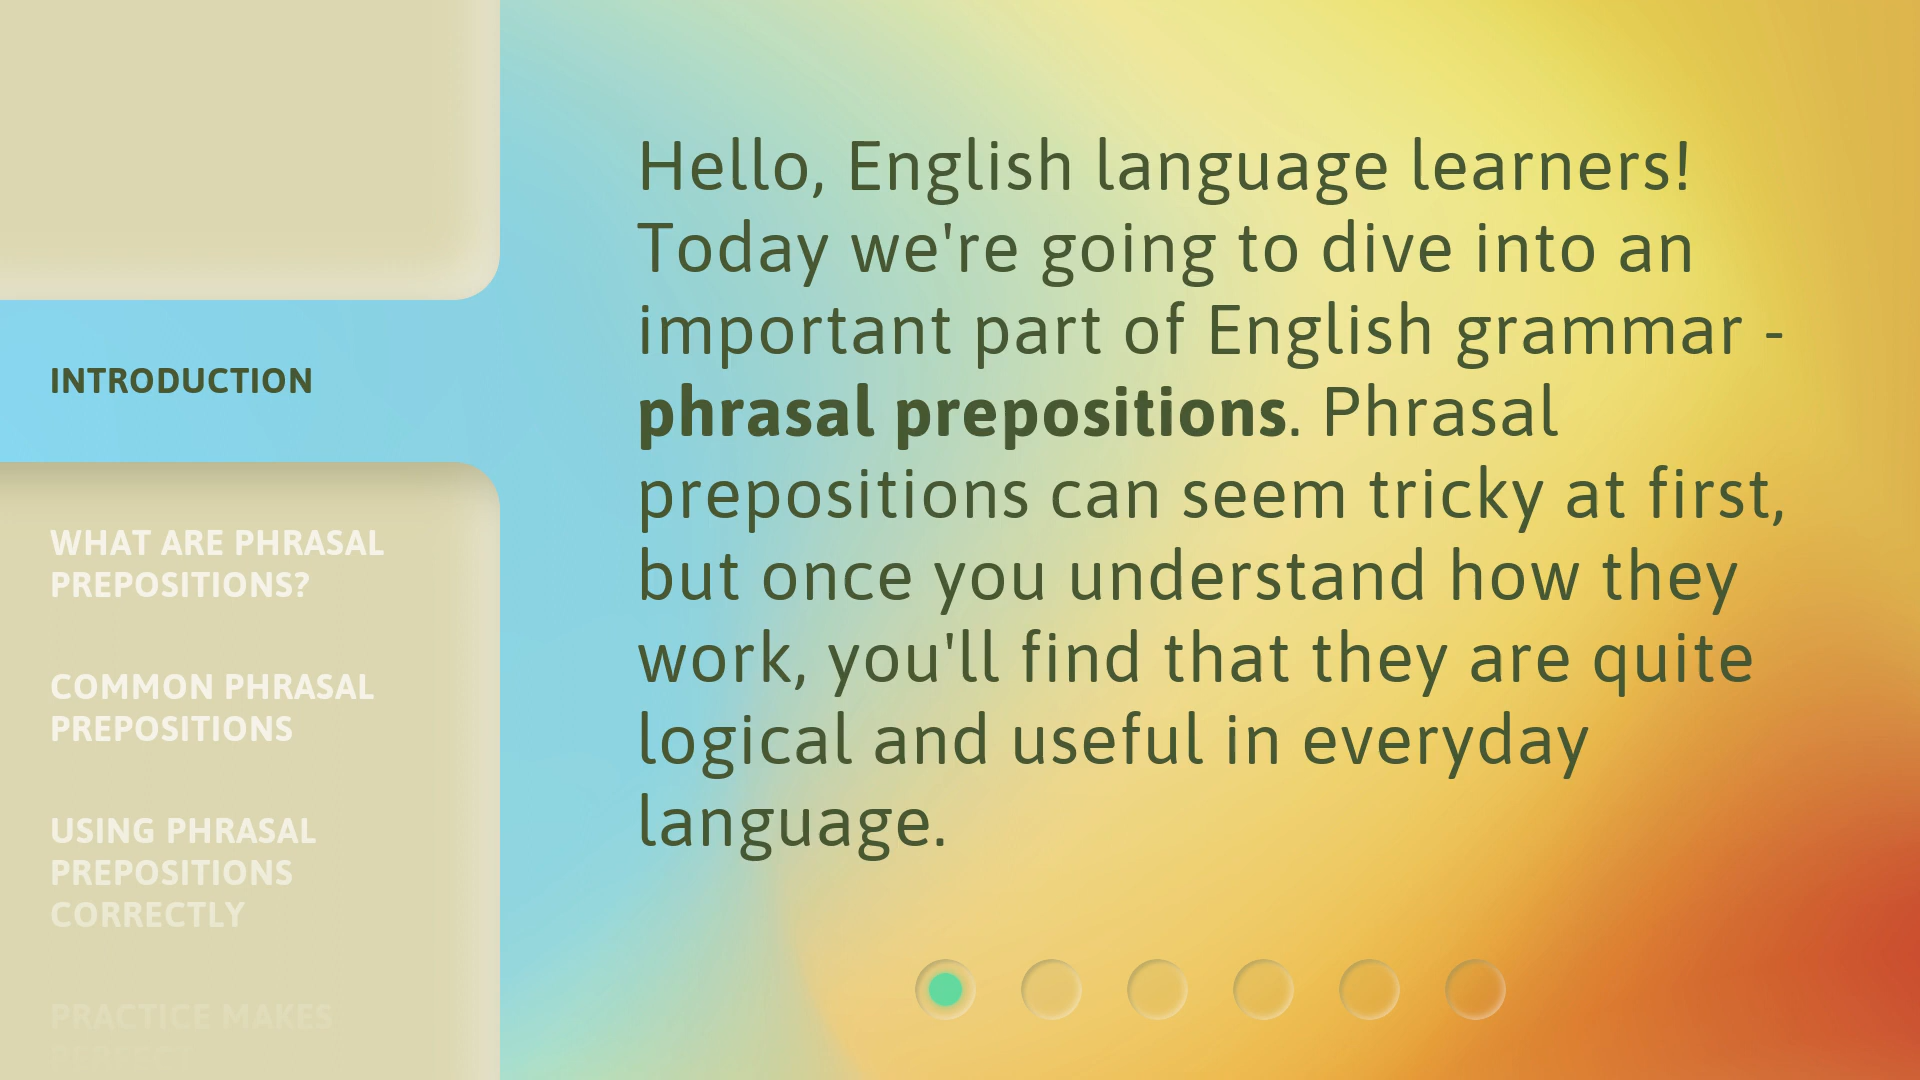 INTRODUCTION
WHAT ARE PHRASAL
PREPOSITIONS?
COMMON PHRASAL
PREPOSITIONS
USING PHRASAL
PREPOSITIONS
CORRECTLY
PRACTICE MAKES
PERFECT
Hello, English language learners!
Today we're going to dive into an
important part of English grammar -
phrasal prepositions. Phrasal
prepositions can seem tricky at first,
but once you understand how they
work, you'll find that they are quite
logical and useful in everyday
language.